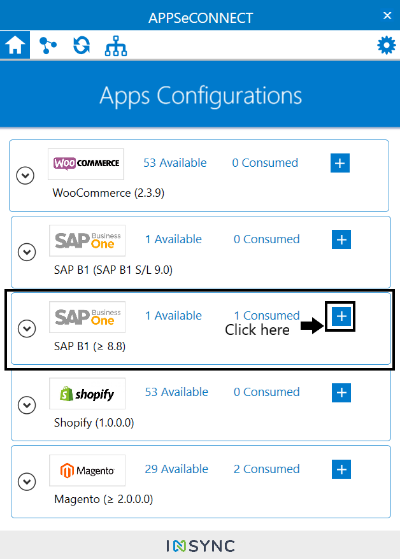 APPSeCONNECT
Apps Configurations
WOO COMMERCE 53 Available 0 Consumed
WooCommerce (2.3.9)
SAP Business One 1 Available 0 Consumed
SAP B1 (SAP B1 S/L 9.0)
SAP Business One 1 Available 1 Consumed
Click here
SAP B1 (≥ 8.8)
shopify 53 Available 0 Consumed
Shopify (1.0.0.0)
Magento 29 Available 2 Consumed
Magento (≥ 2.0.0.0)
INSYNC